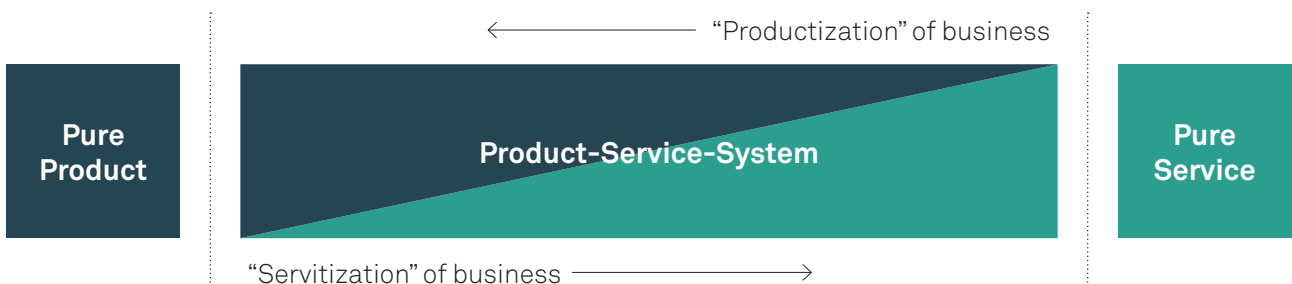 “Productization” of business
Pure
Product
Product-Service-System
Pure
Service
“Servitization” of business